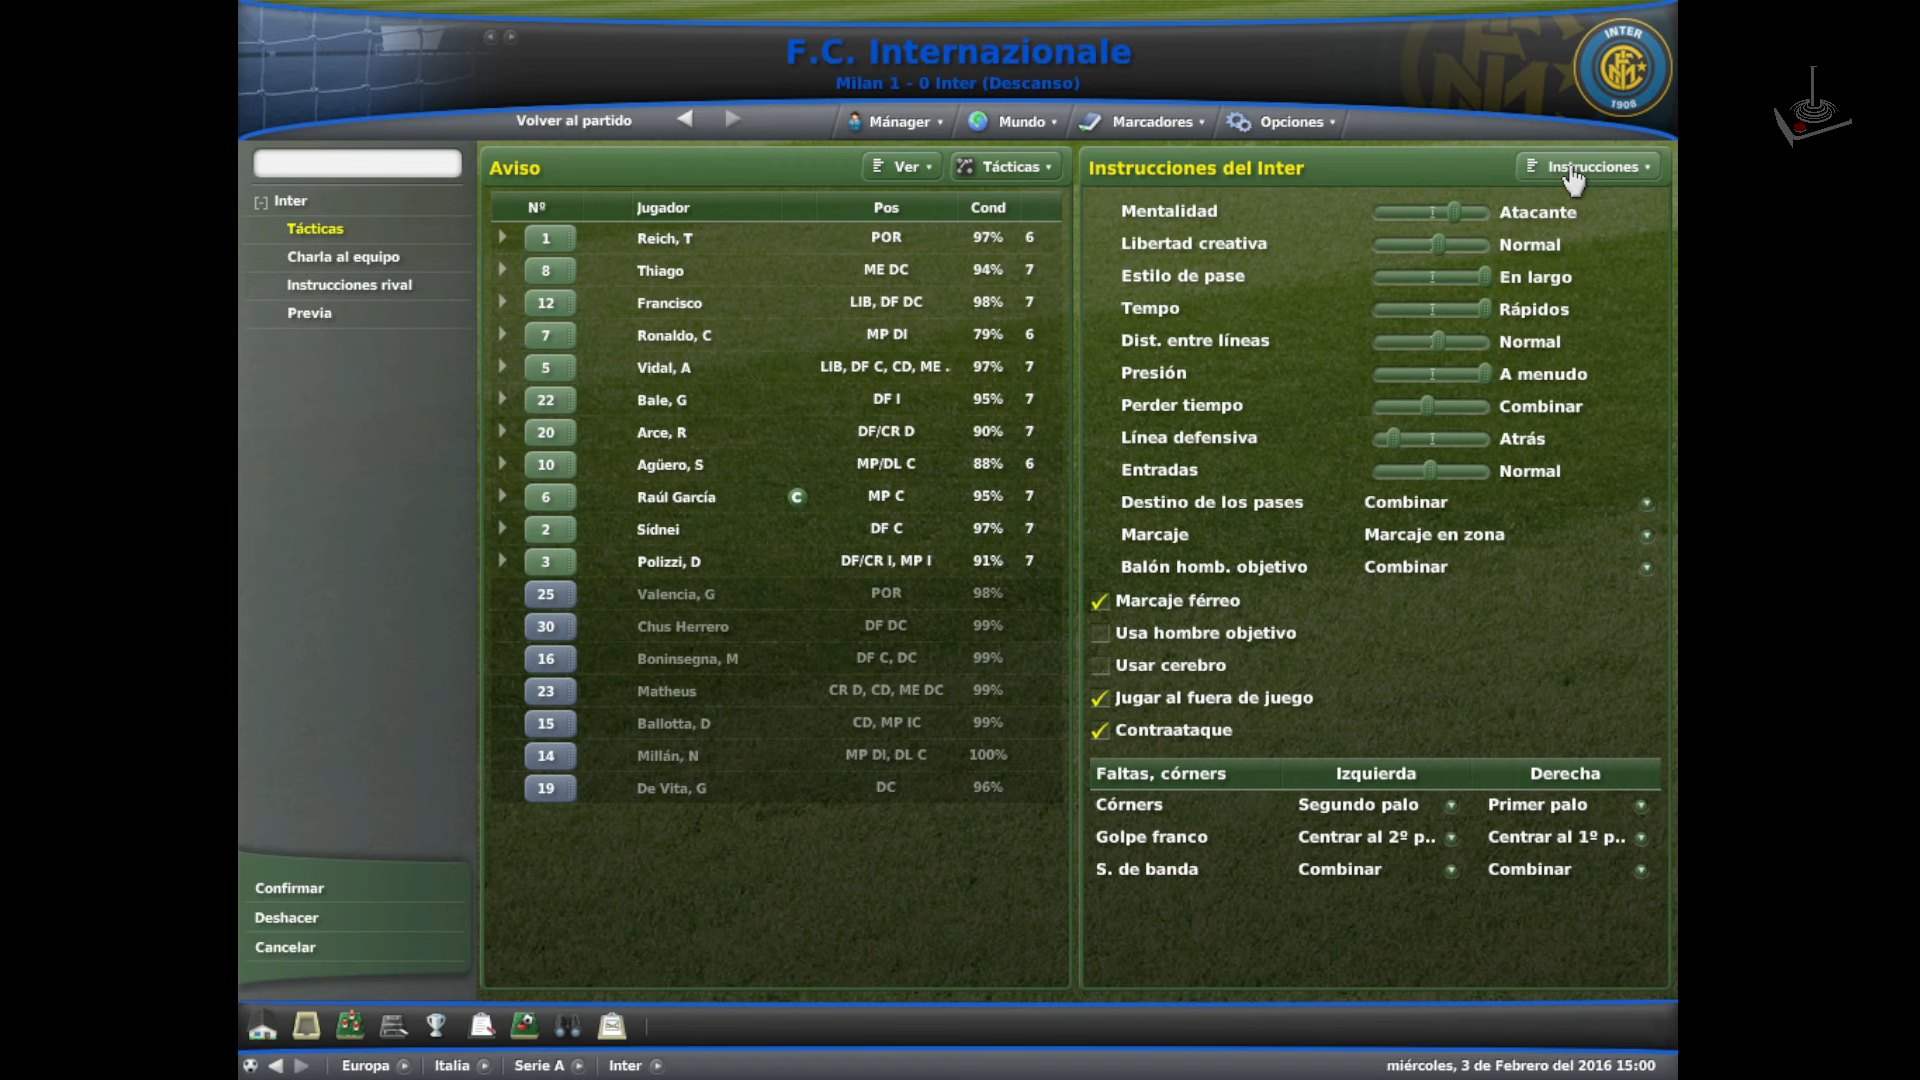 F.C. Internazionale
Milan 1 - 0 Inter (Descanso)
INTER
1908
Volver al partido
Mánager
Mundo
Marcadores
Opciones
[-] Inter
Tácticas
Charla al equipo
Instrucciones rival
Previa
Confirmar
Deshacer
Cancelar
Aviso
Ver
Tácticas
Nº Jugador Pos Cond
1 Reich, T POR 97% 6
8 Thiago ME DC 94% 7
12 Francisco LIB, DF DC 98% 7
7 Ronaldo, C MP DI 79% 6
5 Vidal, A LIB, DF C, CD, ME . 97% 7
22 Bale, G DF I 95% 7
20 Arce, R DF/CR D 90% 7
10 Agüero, S MP/DL C 88% 6
6 Raúl García C MP C 95% 7
2 Sídnei DF C 97% 7
3 Polizzi, D DF/CR I, MP I 91% 7
25 Valencia, G POR 98%
30 Chus Herrero DF DC 99%
16 Boninsegna, M DF C, DC 99%
23 Matheus CR D, CD, ME DC 99%
15 Ballotta, D CD, MP IC 99%
14 Millán, N MP DI, DL C 100%
19 De Vita, G DC 96%
Instrucciones del Inter
Instrucciones
Mentalidad Atacante
Libertad creativa Normal
Estilo de pase En largo
Tempo Rápidos
Dist. entre líneas Normal
Presión A menudo
Perder tiempo Combinar
Línea defensiva Atrás
Entradas Normal
Destino de los pases Combinar
Marcaje Marcaje en zona
Balón homb. objetivo Combinar
Marcaje férreo
Usa hombre objetivo
Usar cerebro
Jugar al fuera de juego
Contraataque
Faltas, córners Izquierda Derecha
Córners Segundo palo Primer palo
Golpe franco Centrar al 2º p.. Centrar al 1º p..
S. de banda Combinar Combinar
Europa
Italia
Serie A
Inter
miércoles, 3 de Febrero del 2016 15:00